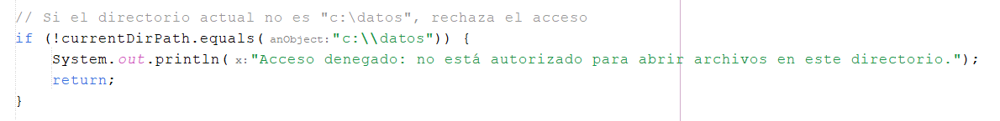 // Si el directorio actual no es "c:\datos", rechaza el acceso
if (!currentDirPath.equals( anObject: "c:\\datos")) {
System.out.println( x: "Acceso denegado: no está autorizado para abrir archivos en este directorio.");
return;
}